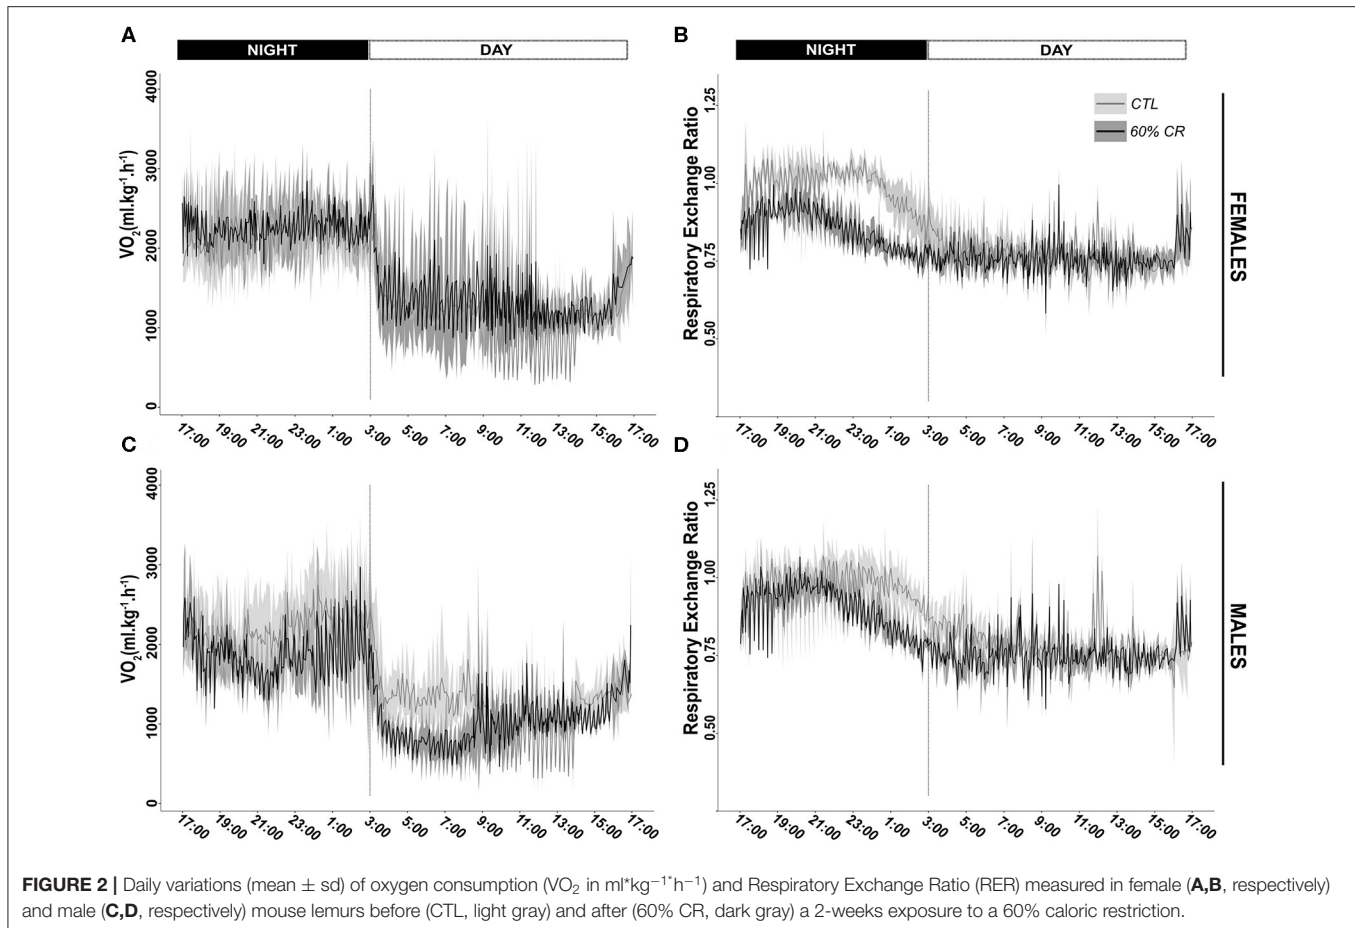 A
B
NIGHT
DAY
NIGHT
DAY
4000
3000
2000
1000
0
VO2(ml.kg-1.h-1)
17:00 19:00 21:00 23:00 1:00 3:00 5:00 7:00 9:00 11:00 13:00 15:00 17:00
1.25
1.00
0.75
0.50
Respiratory Exchange Ratio
CTL
60% CR
17:00 19:00 21:00 23:00 1:00 3:00 5:00 7:00 9:00 11:00 13:00 15:00 17:00
FEMALES
C
D
4000
3000
2000
1000
0
VO2(ml.kg-1.h-1)
17:00 19:00 21:00 23:00 1:00 3:00 5:00 7:00 9:00 11:00 13:00 15:00 17:00
1.25
1.00
0.75
0.50
Respiratory Exchange Ratio
17:00 19:00 21:00 23:00 1:00 3:00 5:00 7:00 9:00 11:00 13:00 15:00 17:00
MALES
FIGURE 2 | Daily variations (mean ± sd) of oxygen consumption (VO2 in ml*kg−1*h−1) and Respiratory Exchange Ratio (RER) measured in female (A,B, respectively)
and male (C,D, respectively) mouse lemurs before (CTL, light gray) and after (60% CR, dark gray) a 2-weeks exposure to a 60% caloric restriction.